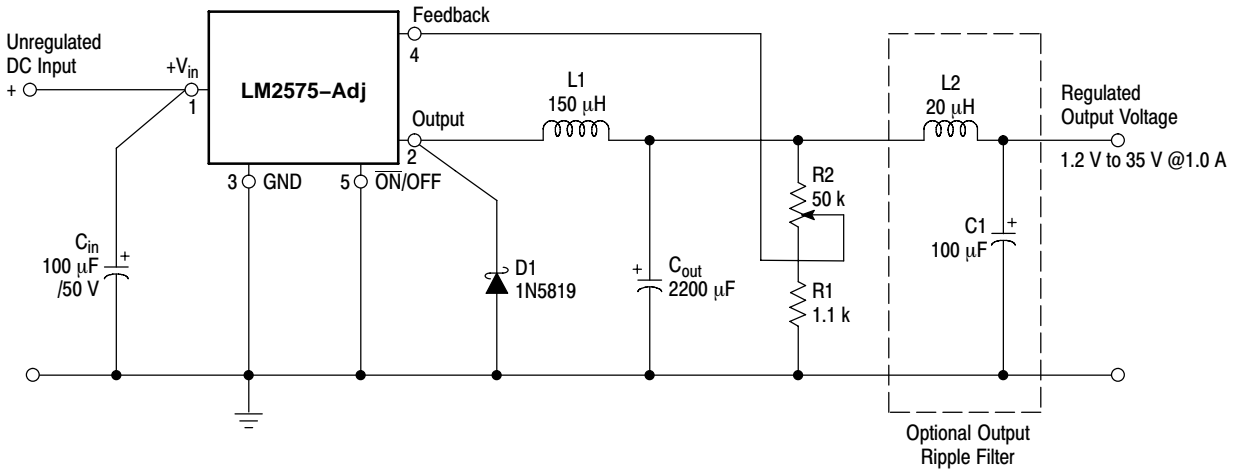 Feedback
4
Unregulated
DC Input
+
+Vin
1
LM2575–Adj
Output
2
L1
150 µH
L2
20 µH
Regulated
Output Voltage
1.2 V to 35 V @1.0 A
3 GND
5 ON/OFF
R2
50 k
Cin
100 µF
/50 V
+
D1
1N5819
+
Cout
2200 µF
R1
1.1 k
C1
100 µF
+
Optional Output
Ripple Filter